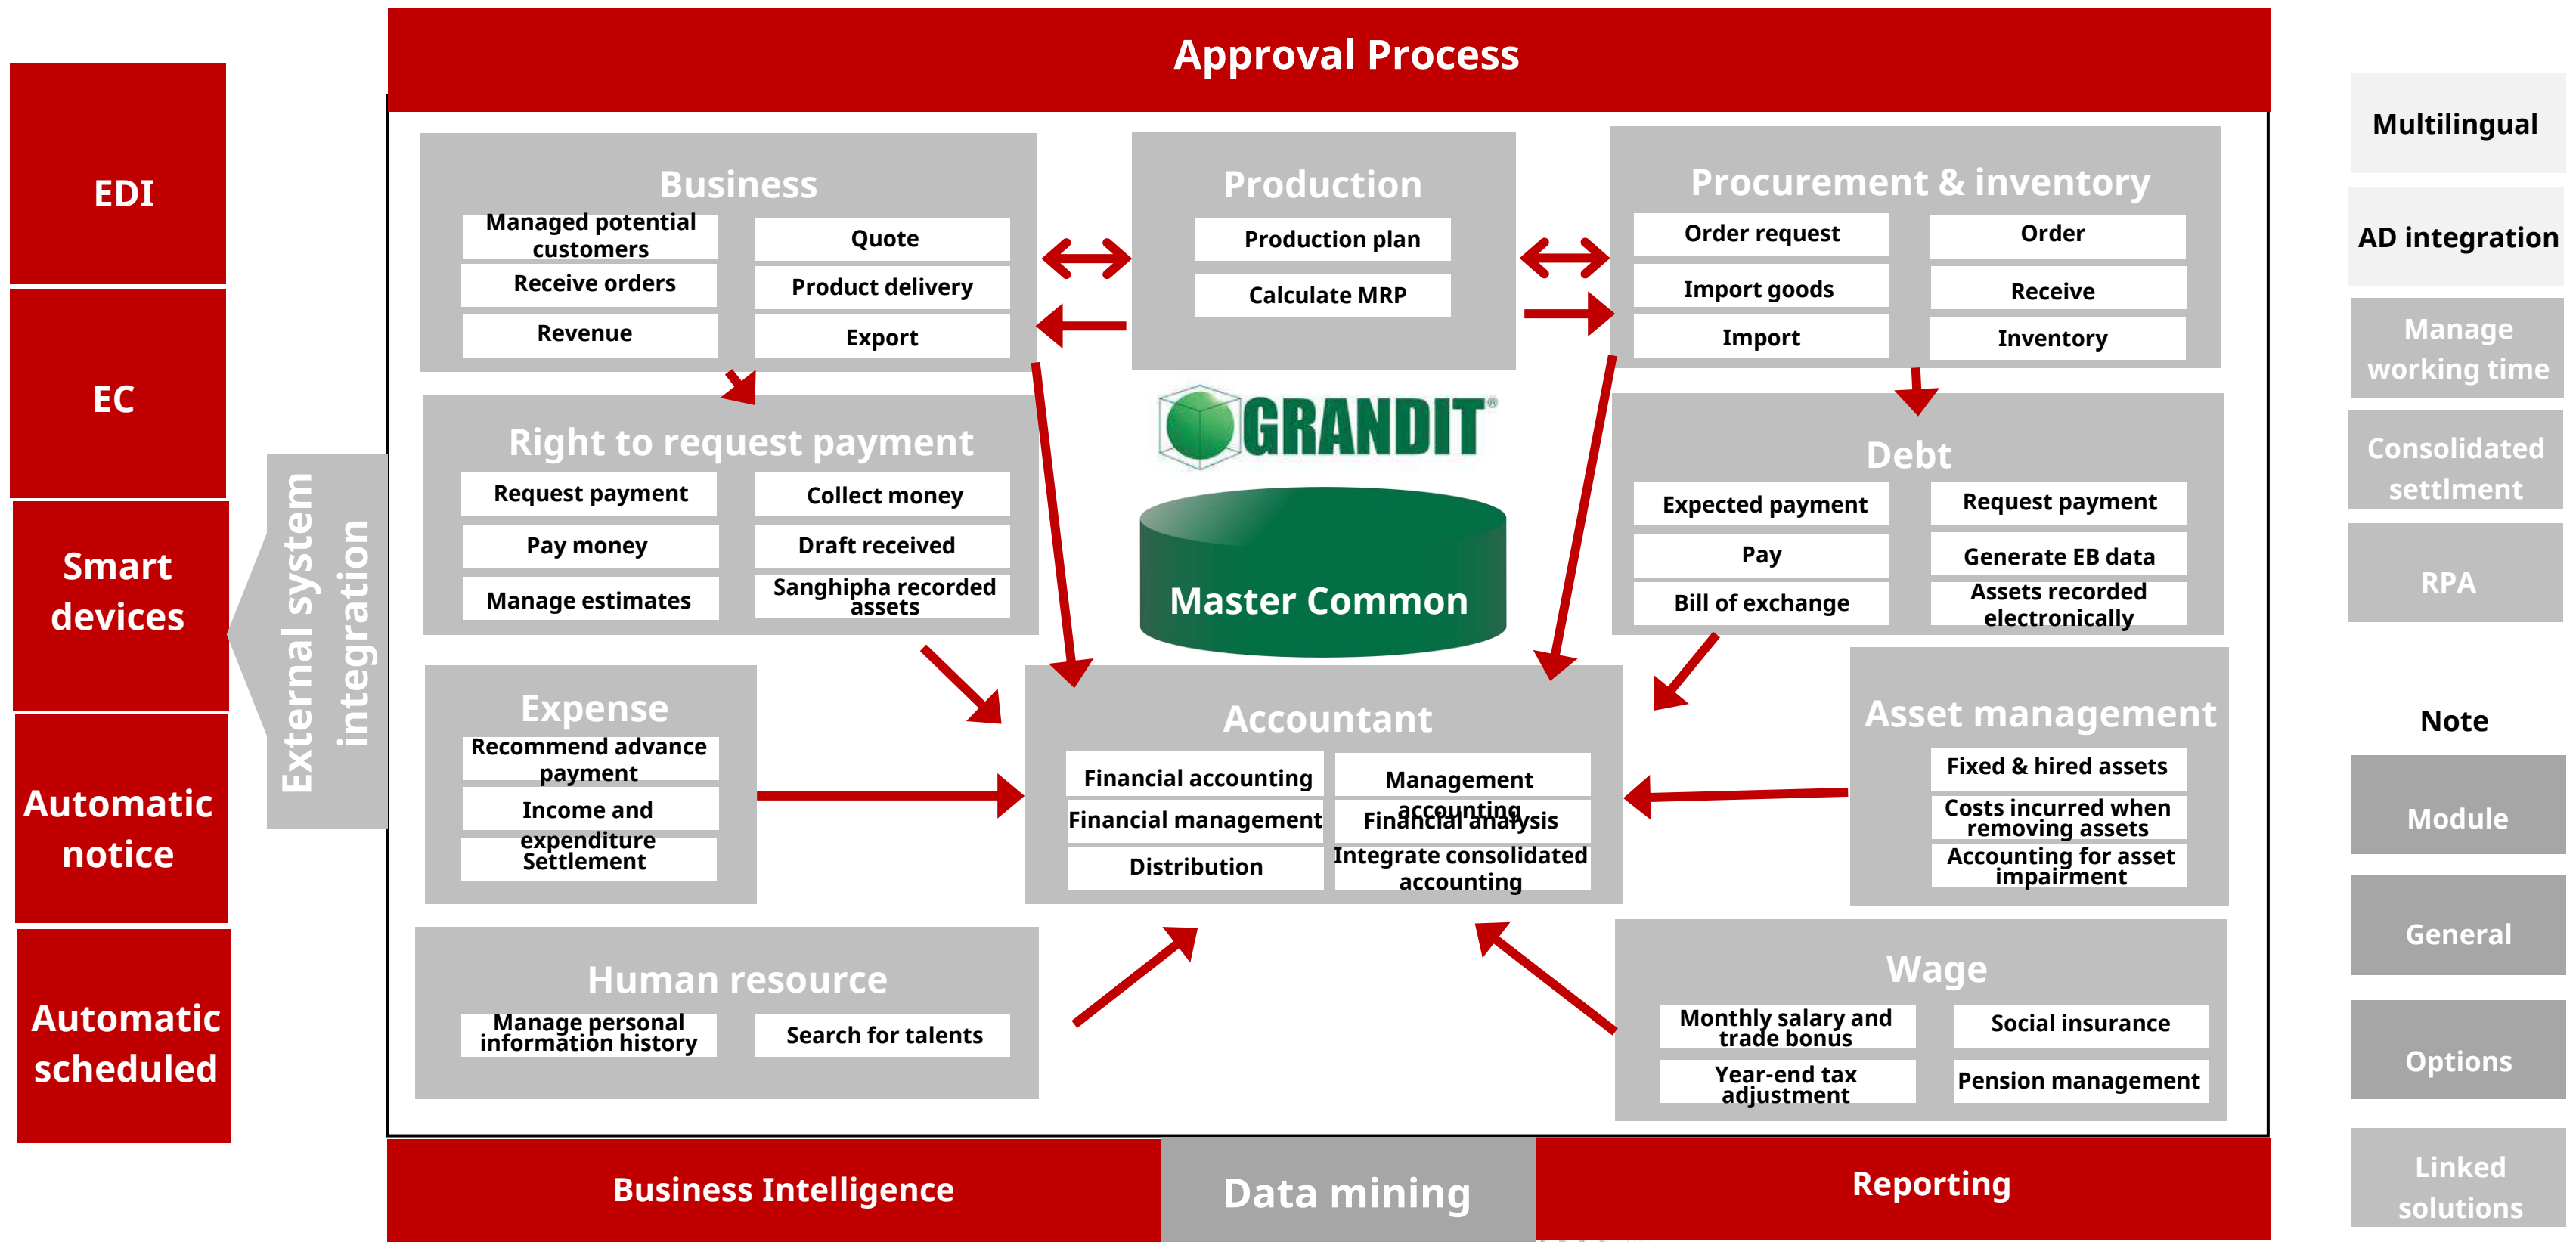 Approval Process
EDI
EC
Smart
devices
Automatic
notice
Automatic
scheduled
External system
integration
Business
Managed potential
customers
Quote
Receive orders
Product delivery
Revenue
Export
Production
Production plan
Calculate MRP
Procurement & inventory
Order request
Order
Import goods
Receive
Import
Inventory
Right to request payment
Request payment
Collect money
Pay money
Draft received
Manage estimates
Sanghipha recorded
assets
GRANDIT®
Master Common
Debt
Expected payment
Request payment
Pay
Generate EB data
Bill of exchange
Assets recorded
electronically
Expense
Recommend advance
payment
Income and
expenditure
Settlement
Accountant
Financial accounting
Management
accounting
Financial management
Financial analysis
Distribution
Integrate consolidated
accounting
Asset management
Fixed & hired assets
Costs incurred when
removing assets
Accounting for asset
impairment
Human resource
Manage personal
information history
Search for talents
Wage
Monthly salary and
trade bonus
Social insurance
Year-end tax
adjustment
Pension management
Business Intelligence
Data mining
Reporting
Multilingual
AD integration
Manage
working time
Consolidated
settlment
RPA
Note
Module
General
Options
Linked
solutions